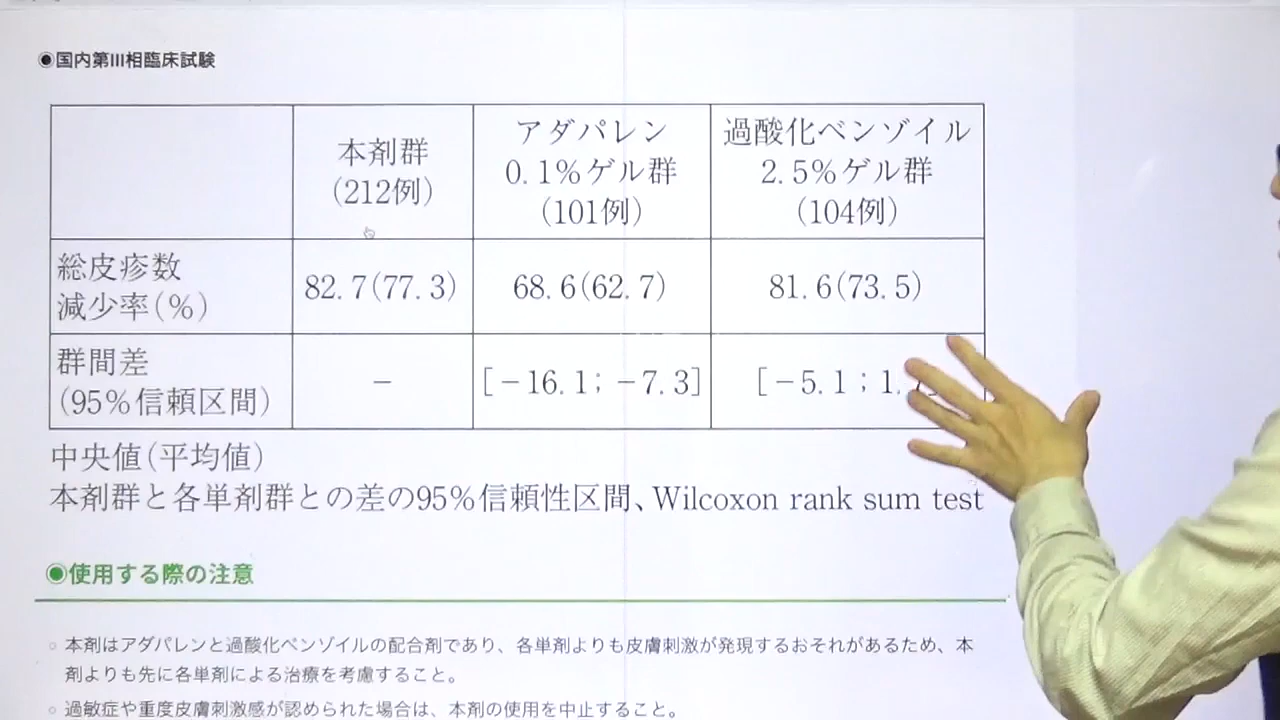 ◉国内第III相臨床試験
本剤群
(212例)
アダパレン
0.1%ゲル群
(101例)
過酸化ベンゾイル
2.5%ゲル群
(104例)
総皮疹数
減少率(%)
82.7(77.3)
68.6(62.7)
81.6(73.5)
群間差
(95%信頼区間)
−
[−16.1；−7.3]
[−5.1；1.
中央値(平均値)
本剤群と各単剤群との差の95%信頼性区間、Wilcoxon rank sum test
◉使用する際の注意
○ 本剤はアダパレンと過酸化ベンゾイルの配合剤であり、各単剤よりも皮膚刺激が発現するおそれがあるため、本
剤よりも先に各単剤による治療を考慮すること。
○ 過敏症や重度皮膚刺激感が認められた場合は、本剤の使用を中止すること。